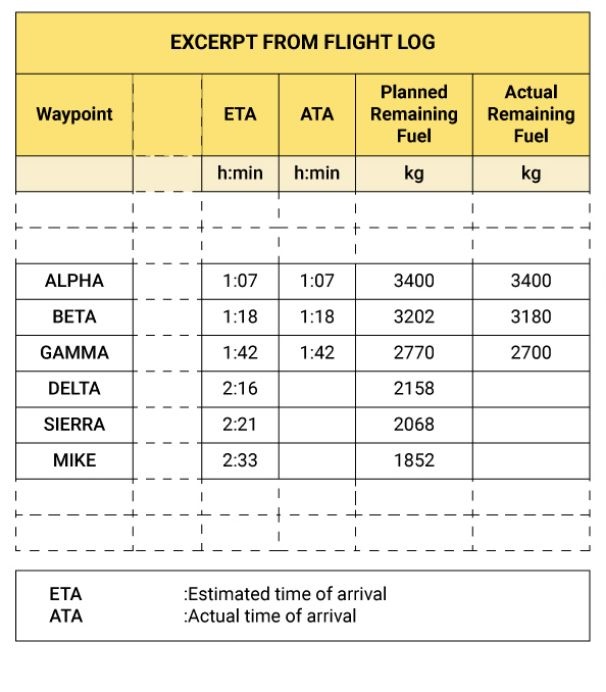 EXCERPT FROM FLIGHT LOG
Waypoint ETA ATA Planned Remaining Fuel Actual Remaining Fuel
h:min h:min kg kg
ALPHA 1:07 1:07 3400 3400
BETA 1:18 1:18 3202 3180
GAMMA 1:42 1:42 2770 2700
DELTA 2:16 2158
SIERRA 2:21 2068
MIKE 2:33 1852
ETA :Estimated time of arrival
ATA :Actual time of arrival